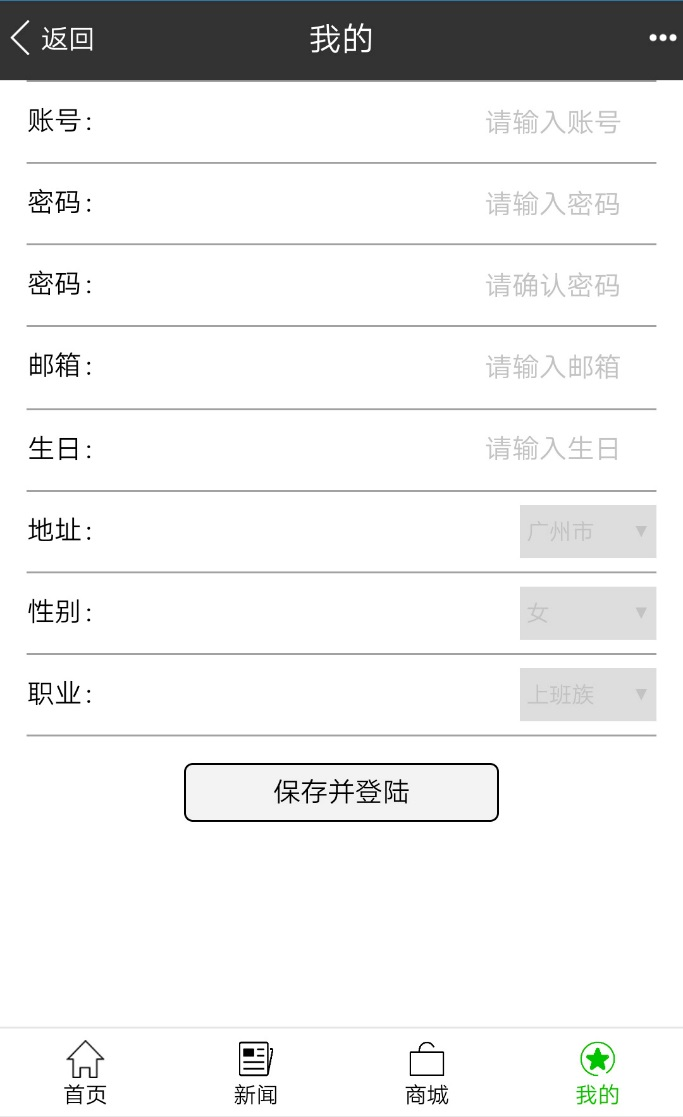 返回 我的 •••
账号: 请输入账号
密码: 请输入密码
密码: 请确认密码
邮箱: 请输入邮箱
生日: 请输入生日
地址: 广州市
性别: 女
职业: 上班族
保存并登陆
首页 新闻 商城 我的